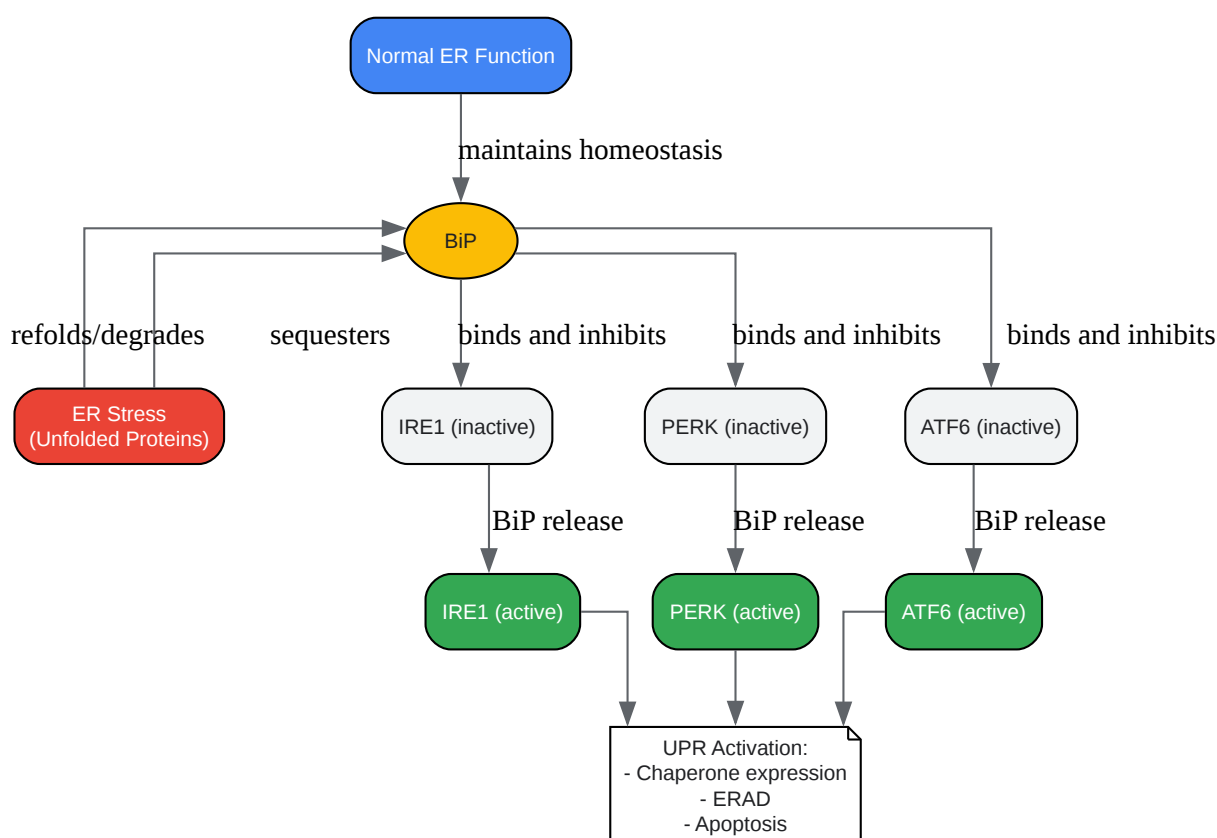 Normal ER Function
maintains homeostasis
BiP
refolds/degrades
sequesters
binds and inhibits
binds and inhibits
binds and inhibits
ER Stress
(Unfolded Proteins)
IRE1 (inactive)
PERK (inactive)
ATF6 (inactive)
BiP release
BiP release
BiP release
IRE1 (active)
PERK (active)
ATF6 (active)
UPR Activation:
- Chaperone expression
- ERAD
- Apoptosis